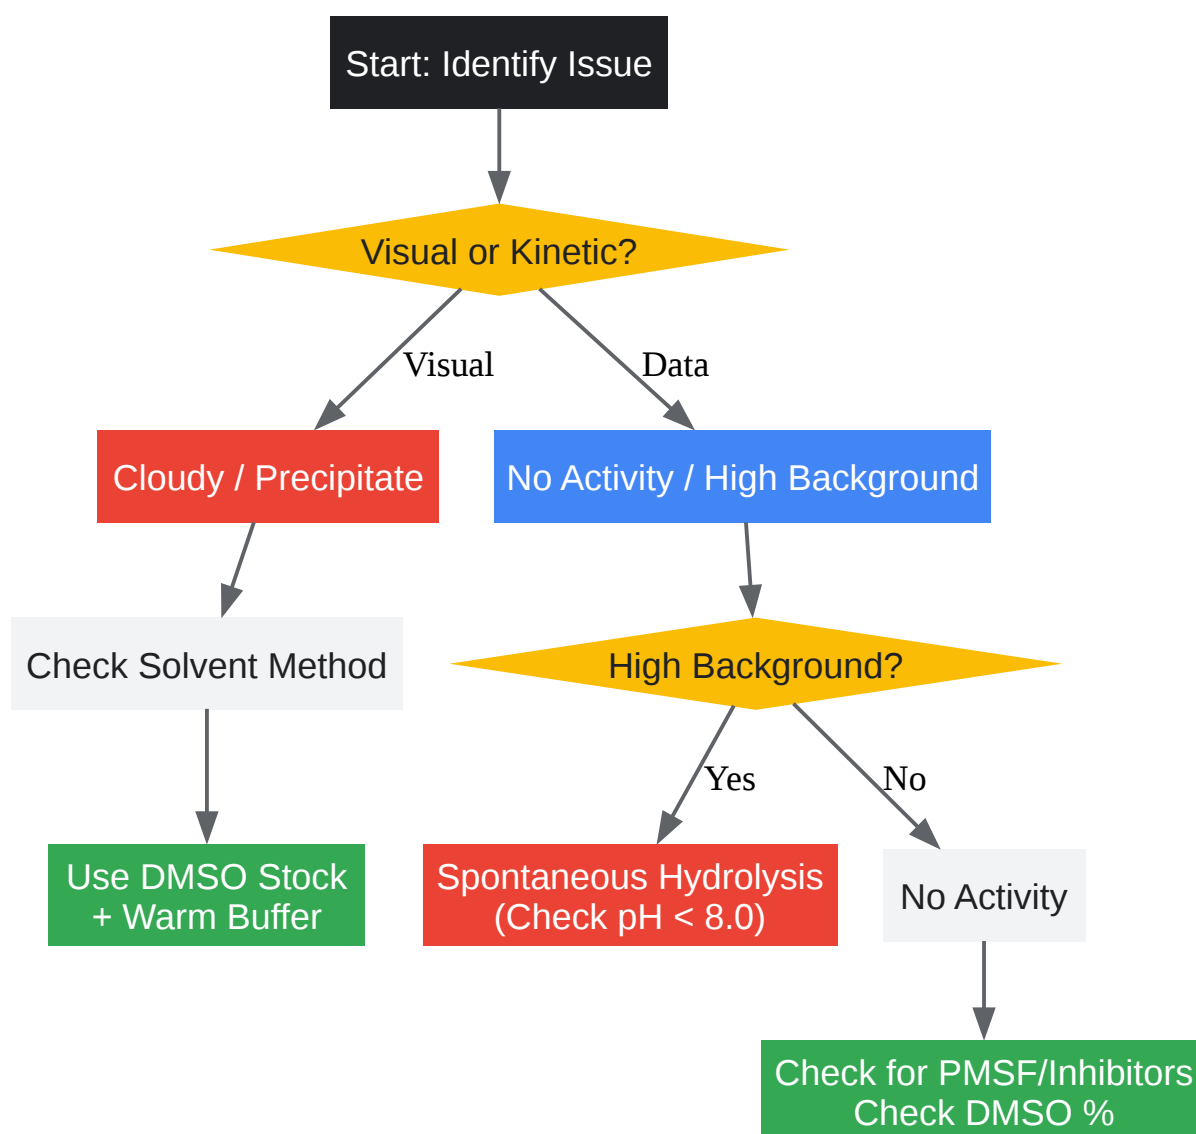 Start: Identify Issue
Visual or Kinetic?
Visual
Data
Cloudy / Precipitate
No Activity / High Background
Check Solvent Method
High Background?
Yes
No
Use DMSO Stock
+ Warm Buffer
Spontaneous Hydrolysis
(Check pH < 8.0)
No Activity
Check for PMSF/Inhibitors
Check DMSO %